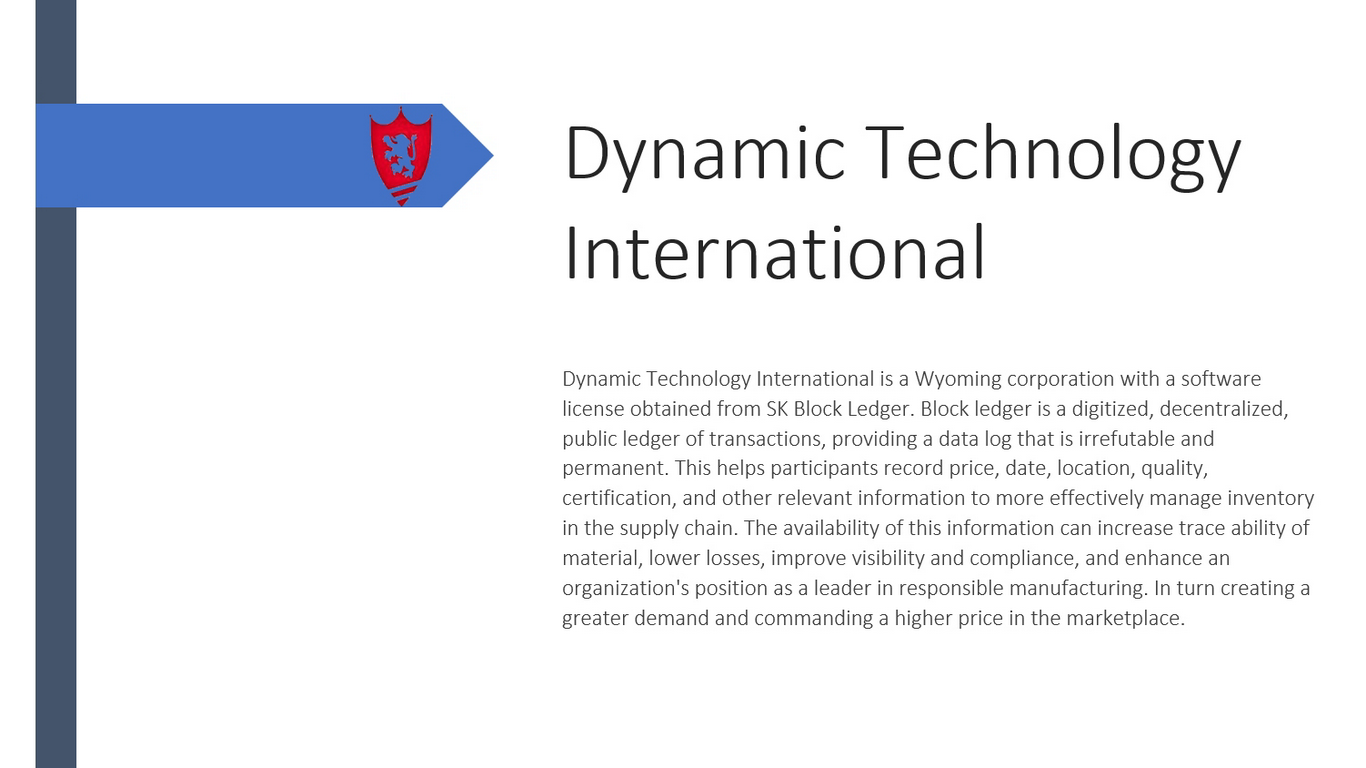 Dynamic Technology
International
Dynamic Technology International is a Wyoming corporation with a software
license obtained from SK Block Ledger. Block ledger is a digitized, decentralized,
public ledger of transactions, providing a data log that is irrefutable and
permanent. This helps participants record price, date, location, quality,
certification, and other relevant information to more effectively manage inventory
in the supply chain. The availability of this information can increase trace ability of
material, lower losses, improve visibility and compliance, and enhance an
organization's position as a leader in responsible manufacturing. In turn creating a
greater demand and commanding a higher price in the marketplace.